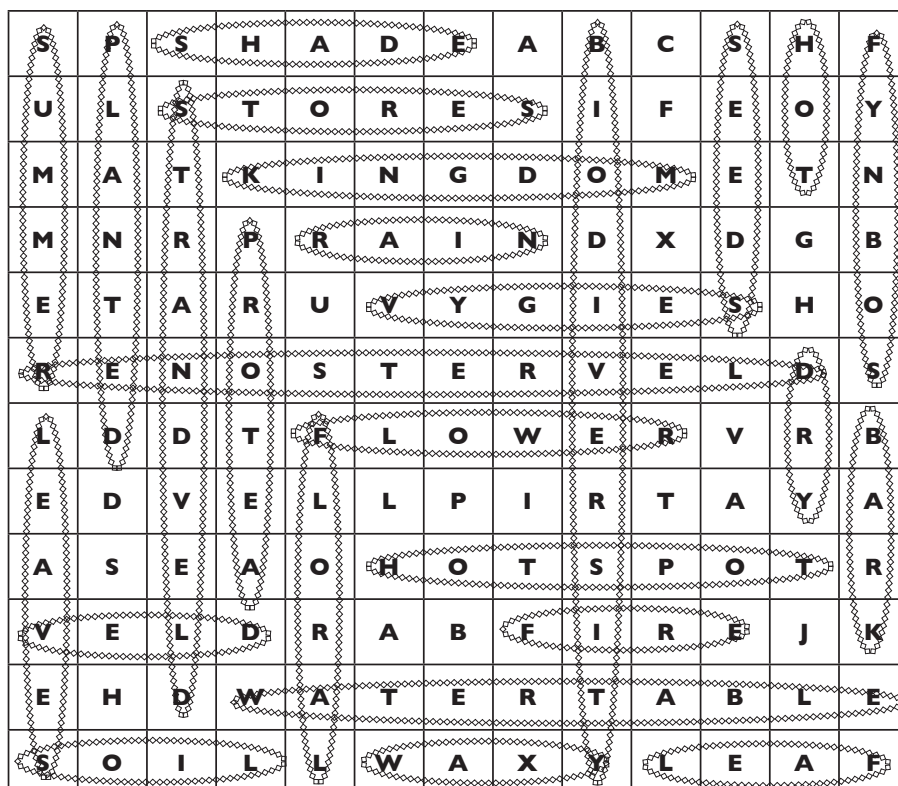 S P S H A D E A B C S H F
U L S T O R E S I F E O Y
M A T K I N G D O M E T N
M N R P R A I N D X D G B
E T A R U V Y G I E S H O
R E N O S T E R V E L D S
L D D T F L O W E R V R B
E D V E L L P I R T A Y A
A S E A O H O T S P O T R
V E L D R A B F I R E J K
E H D W A T E R T A B L E
S O I L L W A X Y L E A F